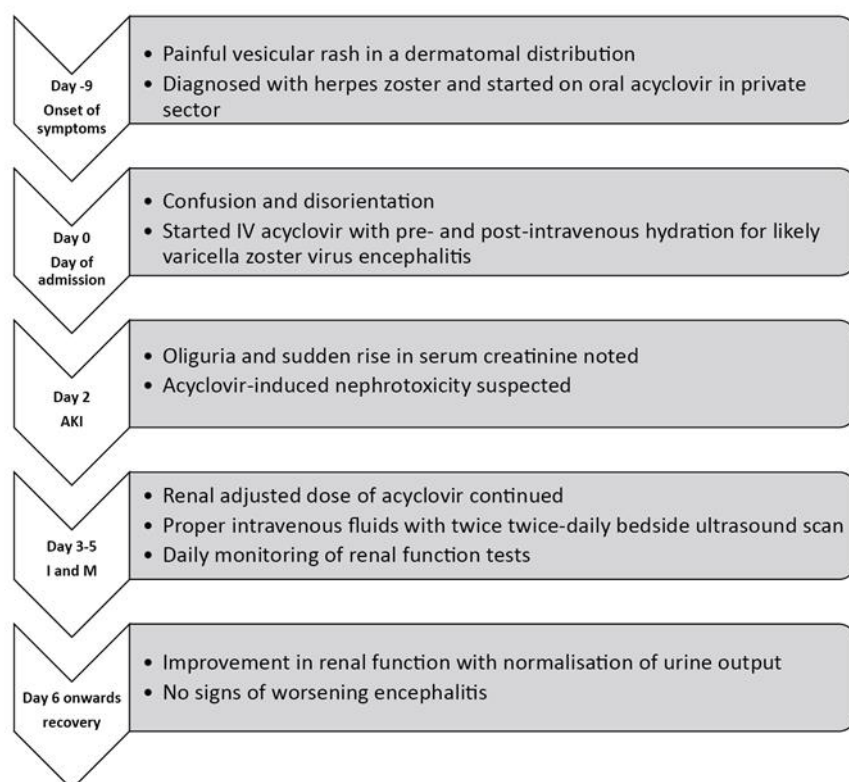 Day -9
Onset of
symptoms
• Painful vesicular rash in a dermatomal distribution
• Diagnosed with herpes zoster and started on oral acyclovir in private
sector
Day 0
Day of
admission
• Confusion and disorientation
• Started IV acyclovir with pre- and post-intravenous hydration for likely
varicella zoster virus encephalitis
Day 2
AKI
• Oliguria and sudden rise in serum creatinine noted
• Acyclovir-induced nephrotoxicity suspected
Day 3-5
I and M
• Renal adjusted dose of acyclovir continued
• Proper intravenous fluids with twice twice-daily bedside ultrasound scan
• Daily monitoring of renal function tests
Day 6 onwards
recovery
• Improvement in renal function with normalisation of urine output
• No signs of worsening encephalitis